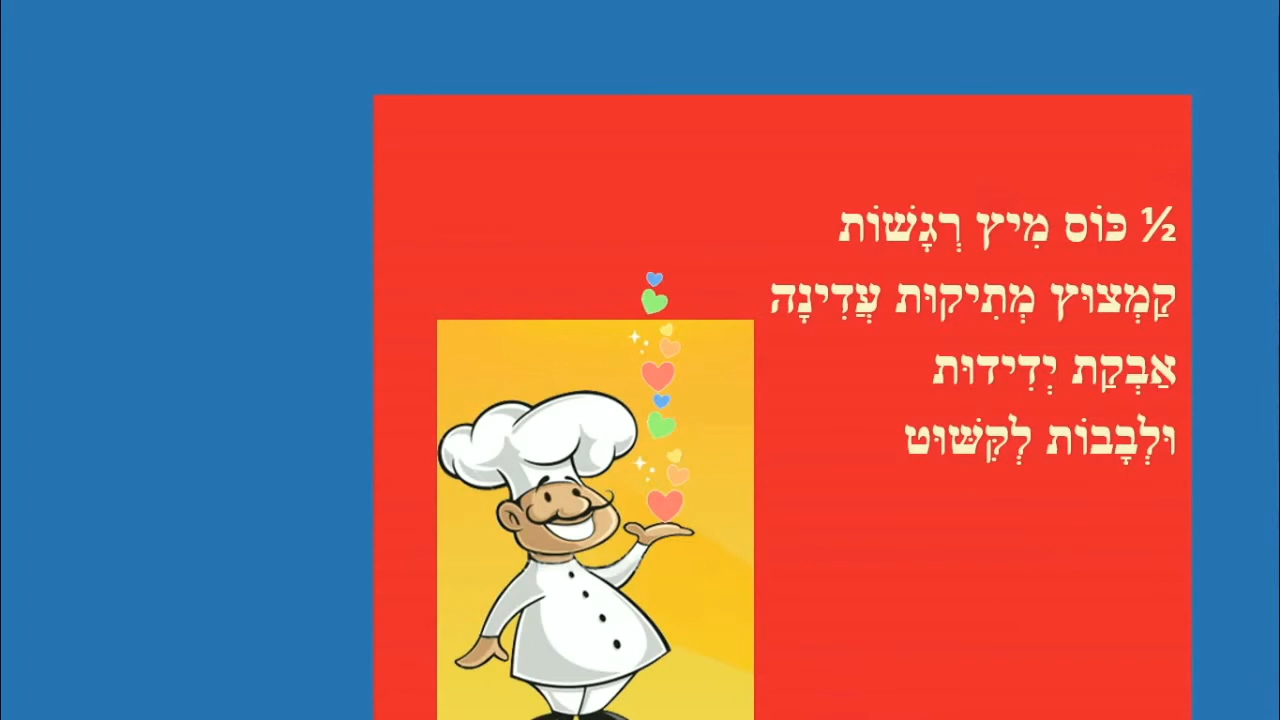 ½ כּוֹס מִיץ רְגָשׁוֹת
קַמְצוּץ מְתִיקוּת עֲדִינָה
אַבְקַת יְדִידוּת
וּלְבָבוֹת לְקִשּׁוּט